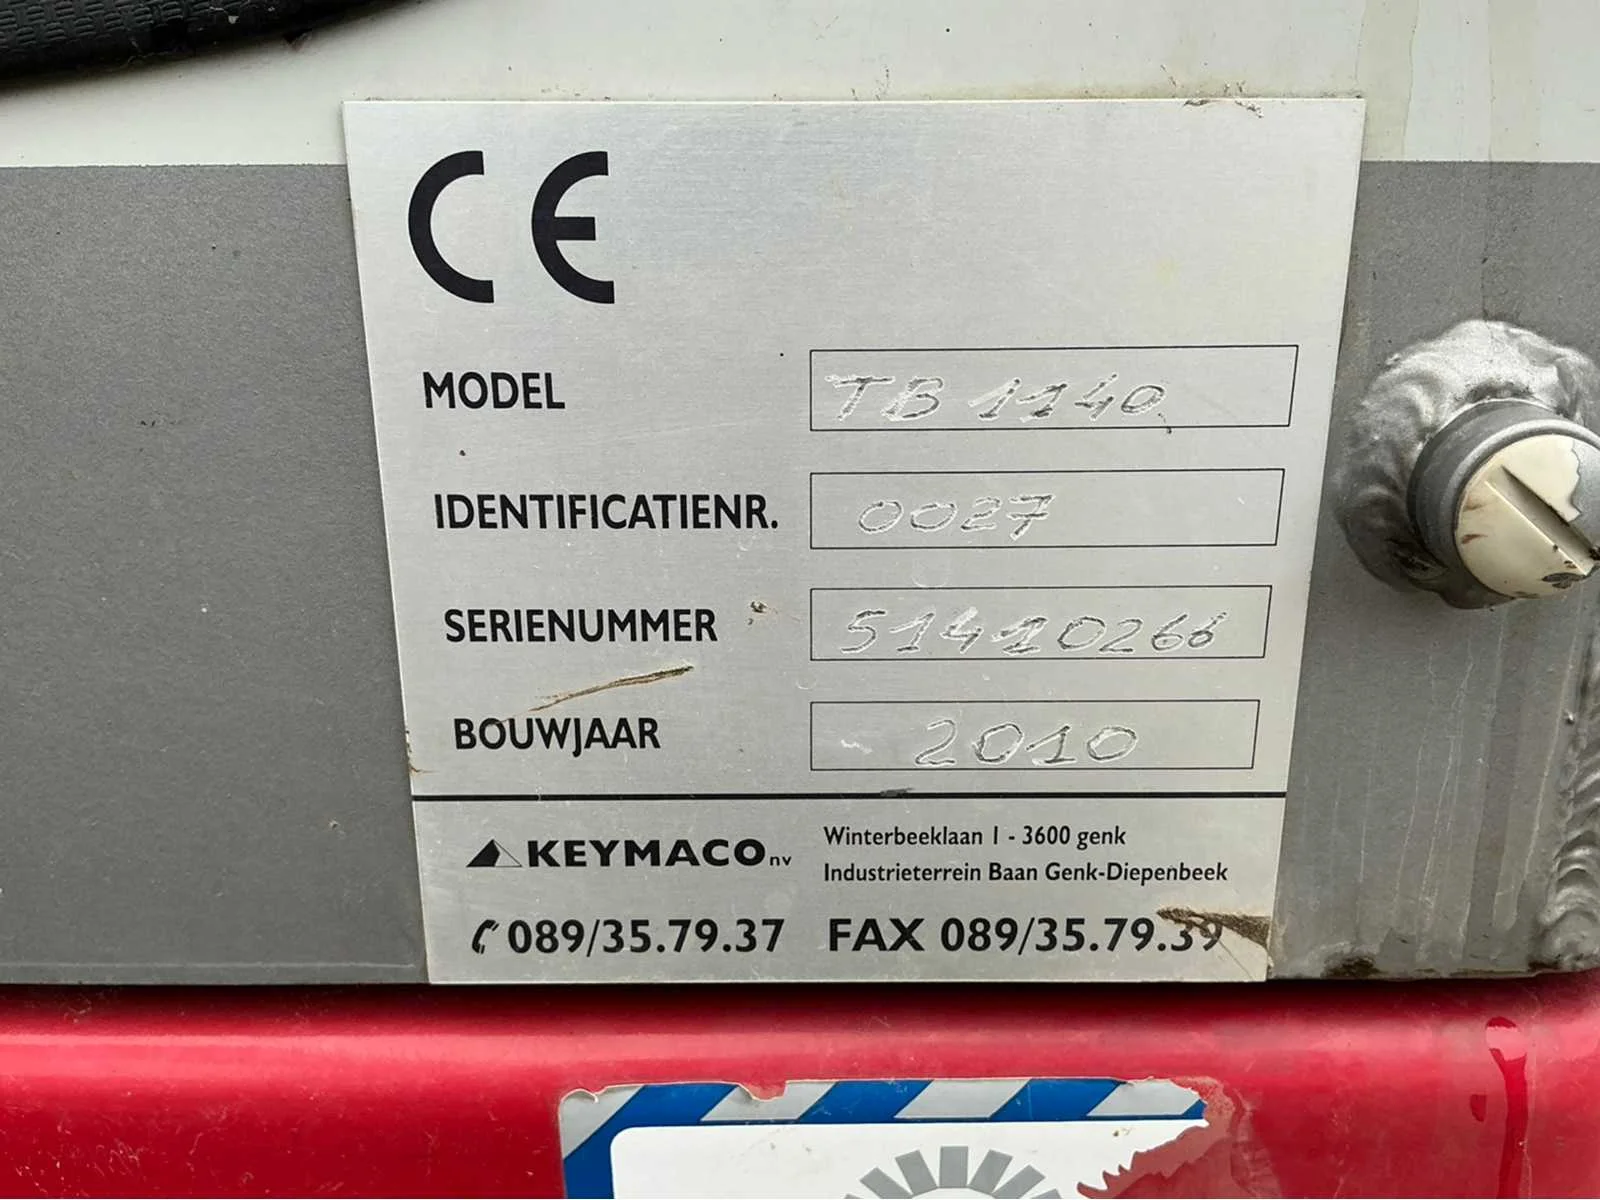 CE
MODEL TB 1140
IDENTIFICATIENR. 0027
SERIENUMMER 51410266
BOUWJAAR 2010
KEYMACO nv
Winterbeeklaan 1 - 3600 genk
Industrieterrein Baan Genk-Diepenbeek
089/35.79.37 FAX 089/35.79.39